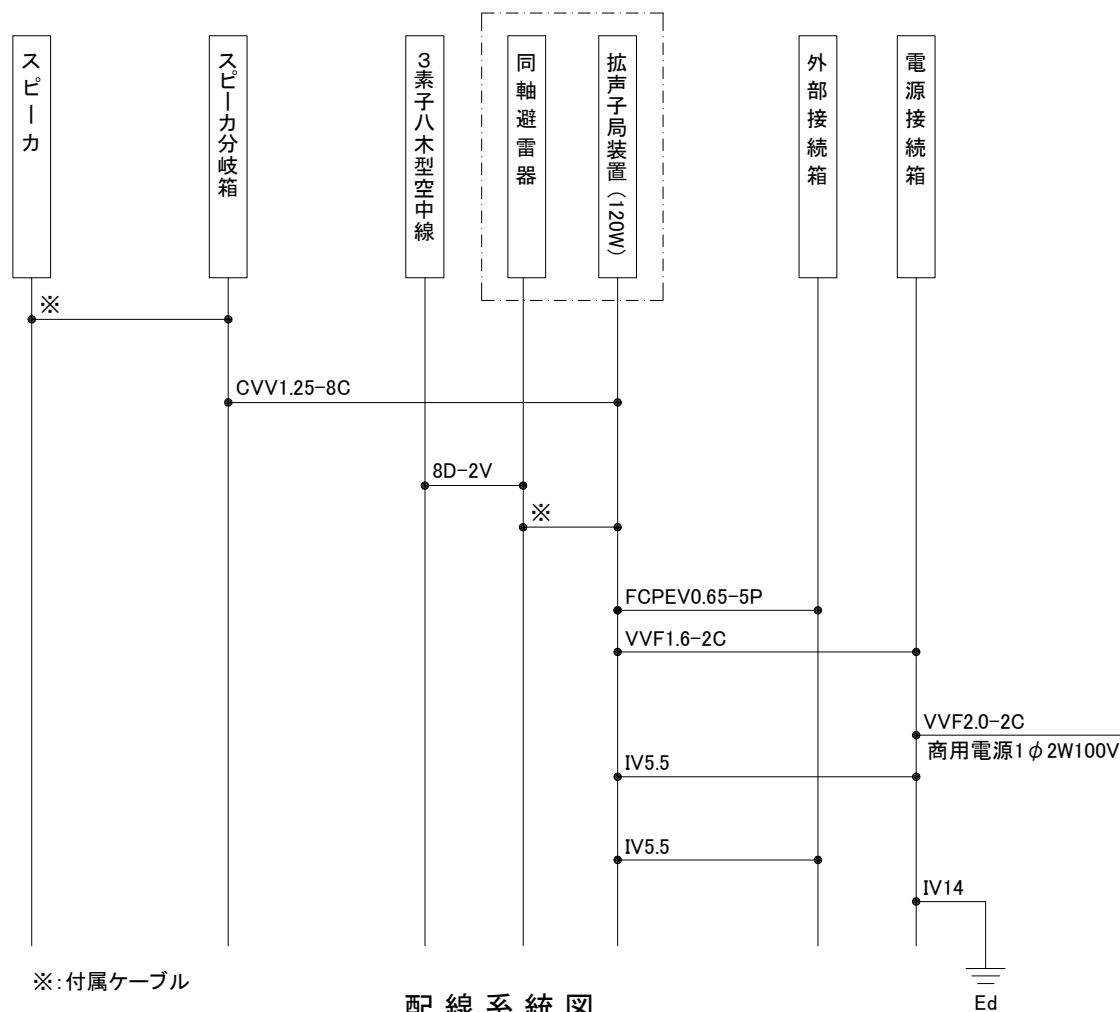 スピーカ
スピーカ分岐箱
3素子八木型空中線
同軸避雷器
拡声子局装置(120W)
外部接続箱
電源接続箱
※
CVV1.25-8C
8D-2V
※
FCPEV0.65-5P
VVF1.6-2C
VVF2.0-2C
商用電源1φ2W100V
IV5.5
IV5.5
IV14
※:付属ケーブル
Ed
配線系統図